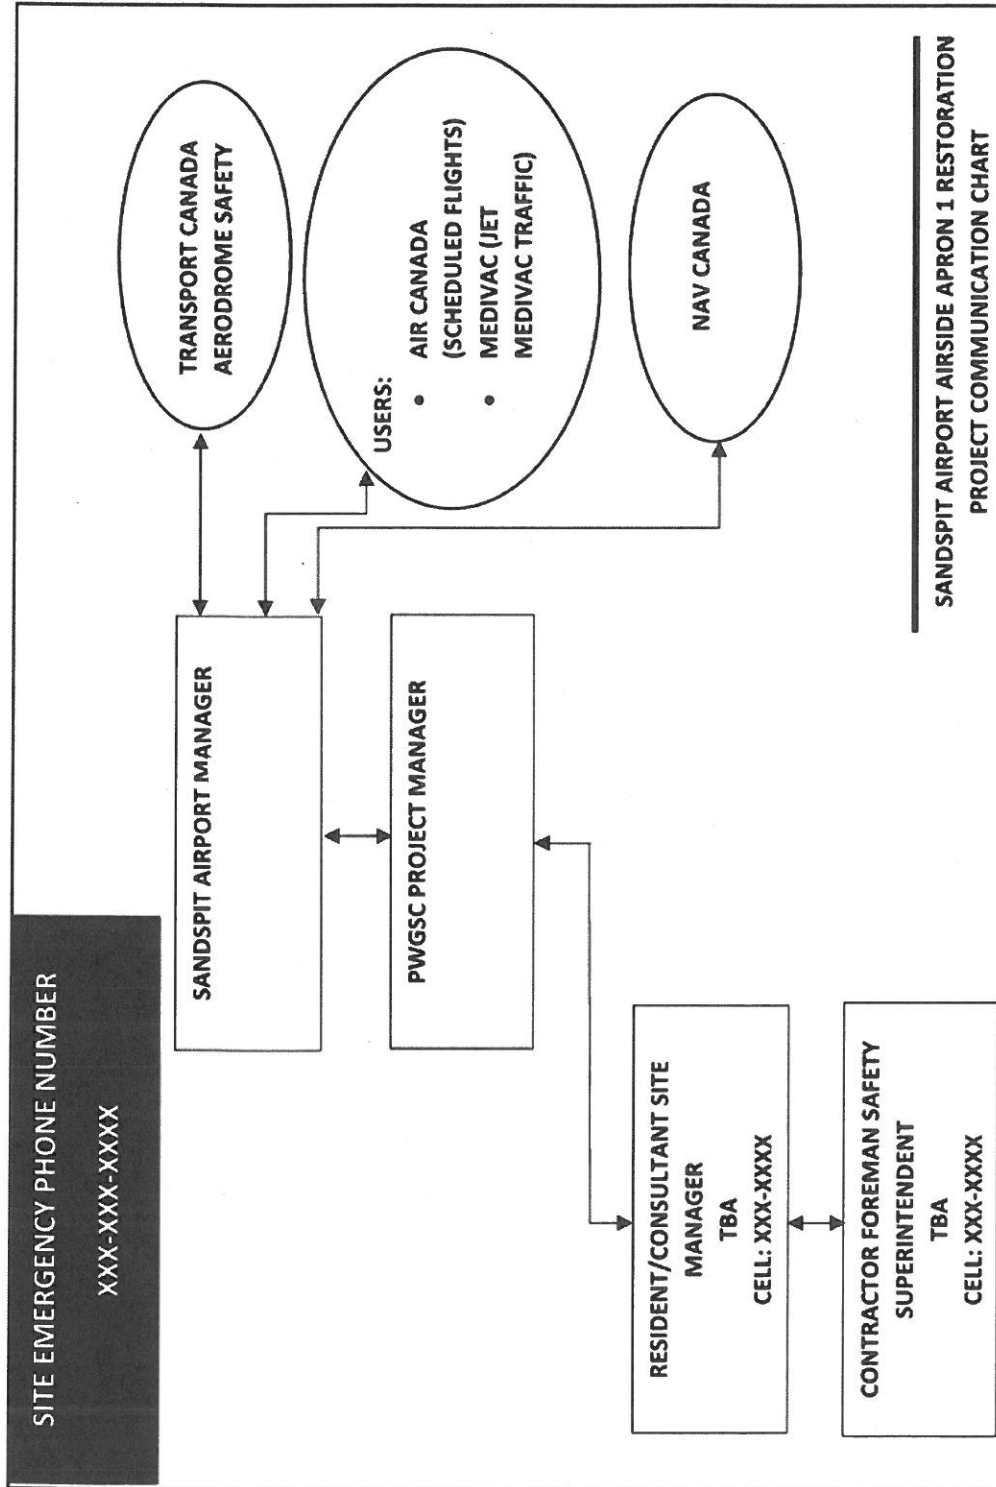 SITE EMERGENCY PHONE NUMBER
XXX-XXX-XXXX
SANDSPIT AIRPORT MANAGER
TRANSPORT CANADA
AERODROME SAFETY
PWGSC PROJECT MANAGER
USERS:
• AIR CANADA
(SCHEDULED FLIGHTS)
• MEDIVAC (JET
MEDIVAC TRAFFIC)
NAV CANADA
RESIDENT/CONSULTANT SITE
MANAGER
TBA
CELL: XXX-XXXX
CONTRACTOR FOREMAN SAFETY
SUPERINTENDENT
TBA
CELL: XXX-XXXX
SANDSPIT AIRPORT AIRSIDE APRON 1 RESTORATION
PROJECT COMMUNICATION CHART